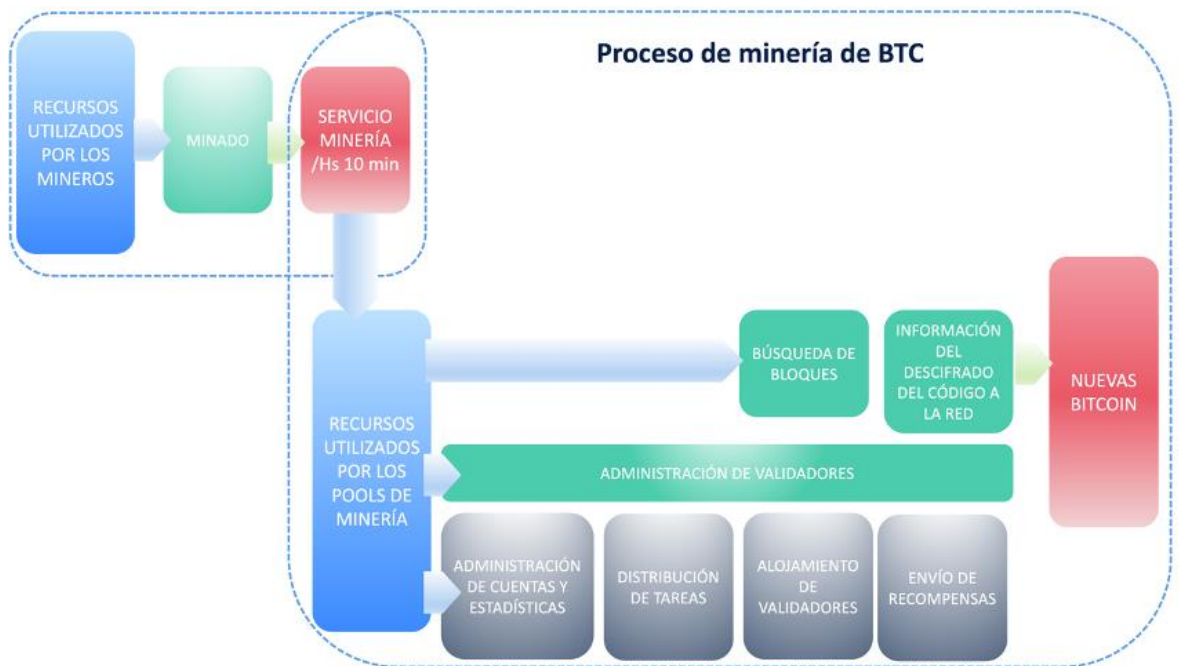 Proceso de minería de BTC
RECURSOS
UTILIZADOS
POR LOS
MINEROS
MINADO
SERVICIO
MINERÍA
/Hs 10 min
RECURSOS
UTILIZADOS
POR LOS
POOLS DE
MINERÍA
BÚSQUEDA DE
BLOQUES
INFORMACIÓN
DEL
DESCIFRADO
DEL CÓDIGO A
LA RED
NUEVAS
BITCOIN
ADMINISTRACIÓN DE VALIDADORES
ADMINISTRACIÓN
DE CUENTAS Y
ESTADÍSTICAS
DISTRIBUCIÓN
DE TAREAS
ALOJAMIENTO
DE
VALIDADORES
ENVÍO DE
RECOMPENSAS